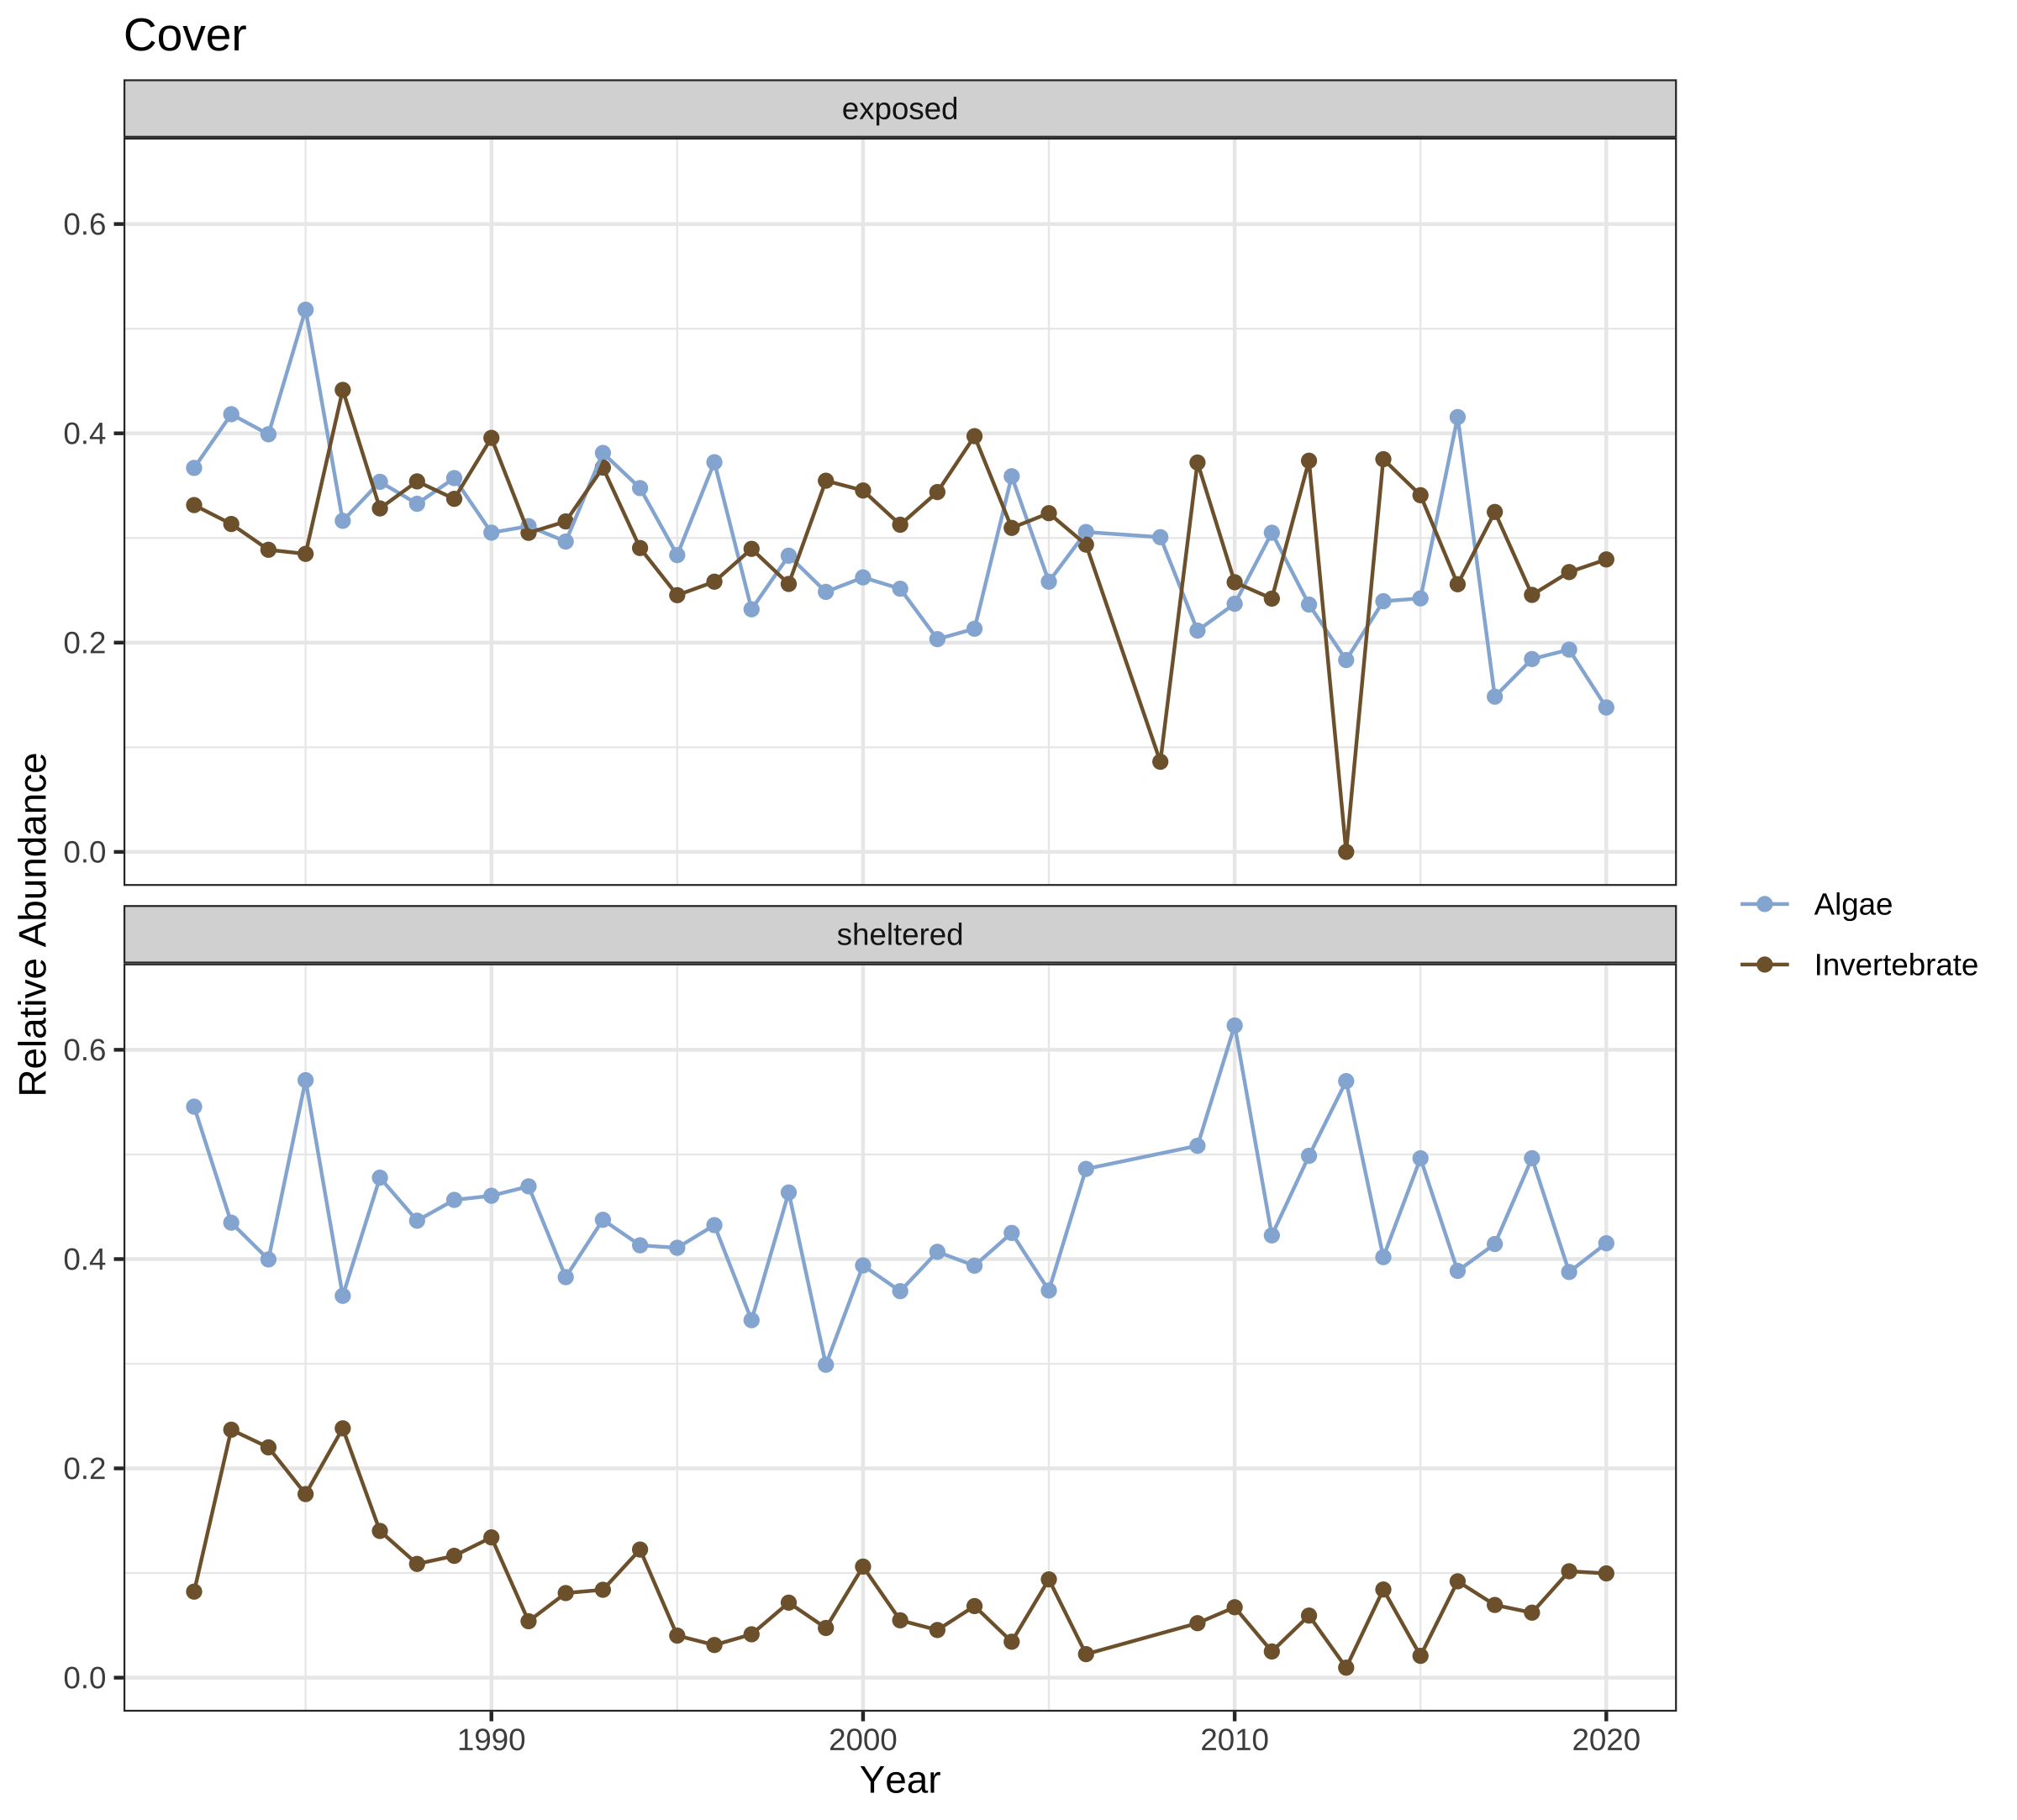 Cover
exposed
0.6
0.4
0.2
0.0
sheltered
0.6
0.4
0.2
0.0
1990 2000 2010 2020
Year
Relative Abundance
Algae
Invertebrate